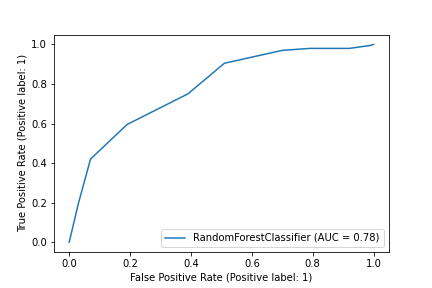 1.0
0.8
0.6
0.4
0.2
0.0
True Positive Rate (Positive label: 1)
RandomForestClassifier (AUC = 0.78)
0.0 0.2 0.4 0.6 0.8 1.0
False Positive Rate (Positive label: 1)